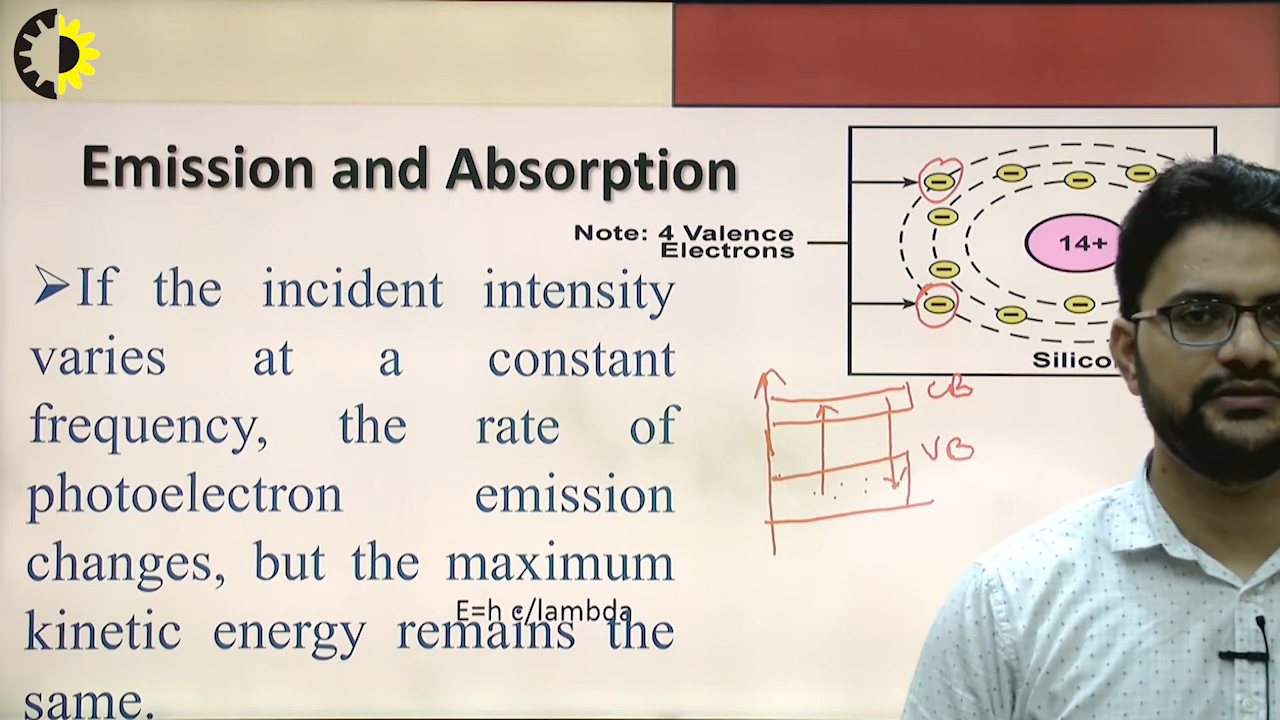 Emission and Absorption
Note: 4 Valence
Electrons
14+
Silico
➢If the incident intensity
varies at a constant
frequency, the rate of
photoelectron emission
changes, but the maximum
kinetic energy remains the
same.
E=h c/lambda
CB
VB